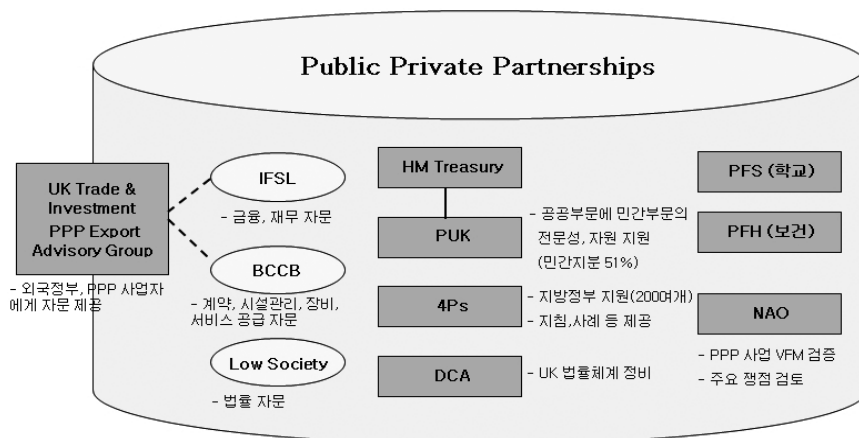 Public Private Partnerships
UK Trade &
Investment
PPP Export
Advisory Group
- 외국정부, PPP 사업자
에게 자문 제공
IFSL
- 금융, 재무 자문
BCCB
- 계약, 시설관리, 장비,
서비스 공급 자문
Low Society
- 법률 자문
HM Treasury
PUK
- 공공부문에 민간부문의
전문성, 자원 지원
(민간지분 51%)
4Ps
- 지방정부 지원(200여개)
- 지침,사례 등 제공
DCA
- UK 법률체계 정비
PFS (학교)
PFH (보건)
NAO
- PPP 사업 VFM 검증
- 주요 쟁점 검토